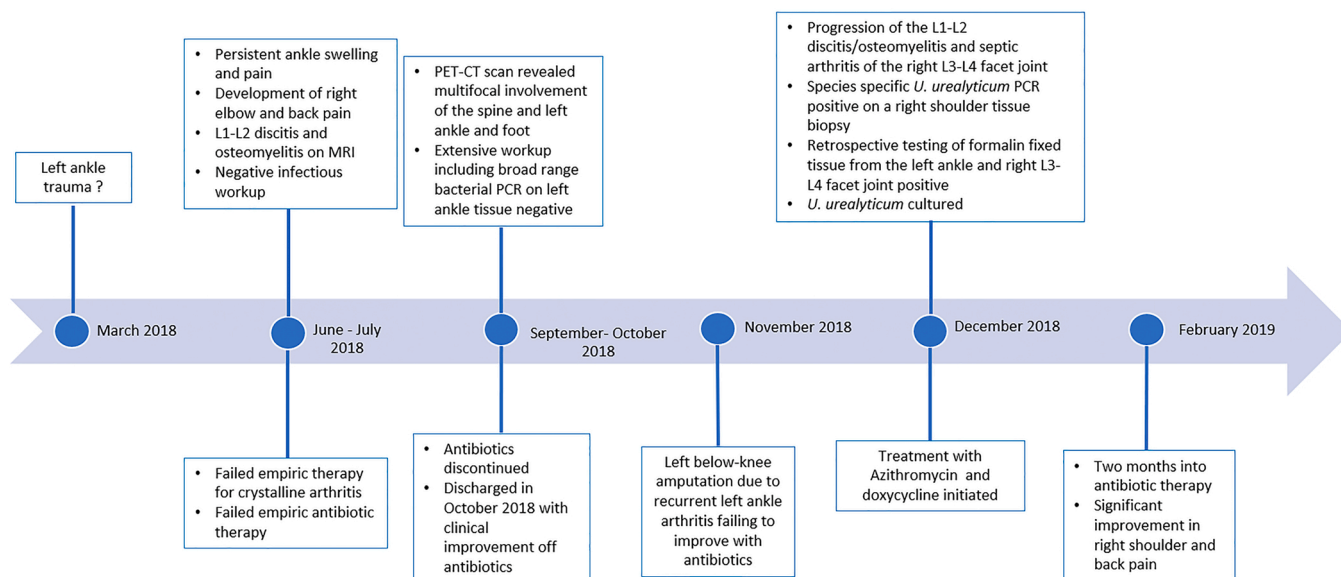 Left ankle
trauma ?
• Persistent ankle swelling
and pain
• Development of right
elbow and back pain
• L1-L2 discitis and
osteomyelitis on MRI
• Negative infectious
workup
• PET-CT scan revealed
multifocal involvement
of the spine and left
ankle and foot
• Extensive workup
including broad range
bacterial PCR on left
ankle tissue negative
• Progression of the L1-L2
discitis/osteomyelitis and septic
arthritis of the right L3-L4 facet joint
• Species specific U. urealyticum PCR
positive on a right shoulder tissue
biopsy
• Retrospective testing of formalin fixed
tissue from the left ankle and right L3-
L4 facet joint positive
• U. urealyticum cultured
March 2018
June - July
2018
September- October
2018
November 2018
December 2018
February 2019
• Failed empiric therapy
for crystalline arthritis
• Failed empiric antibiotic
therapy
• Antibiotics
discontinued
• Discharged in
October 2018 with
clinical
improvement off
antibiotics
Left below-knee
amputation due to
recurrent left ankle
arthritis failing to
improve with
antibiotics
Treatment with
Azithromycin and
doxycycline initiated
• Two months into
antibiotic therapy
• Significant
improvement in
right shoulder and
back pain